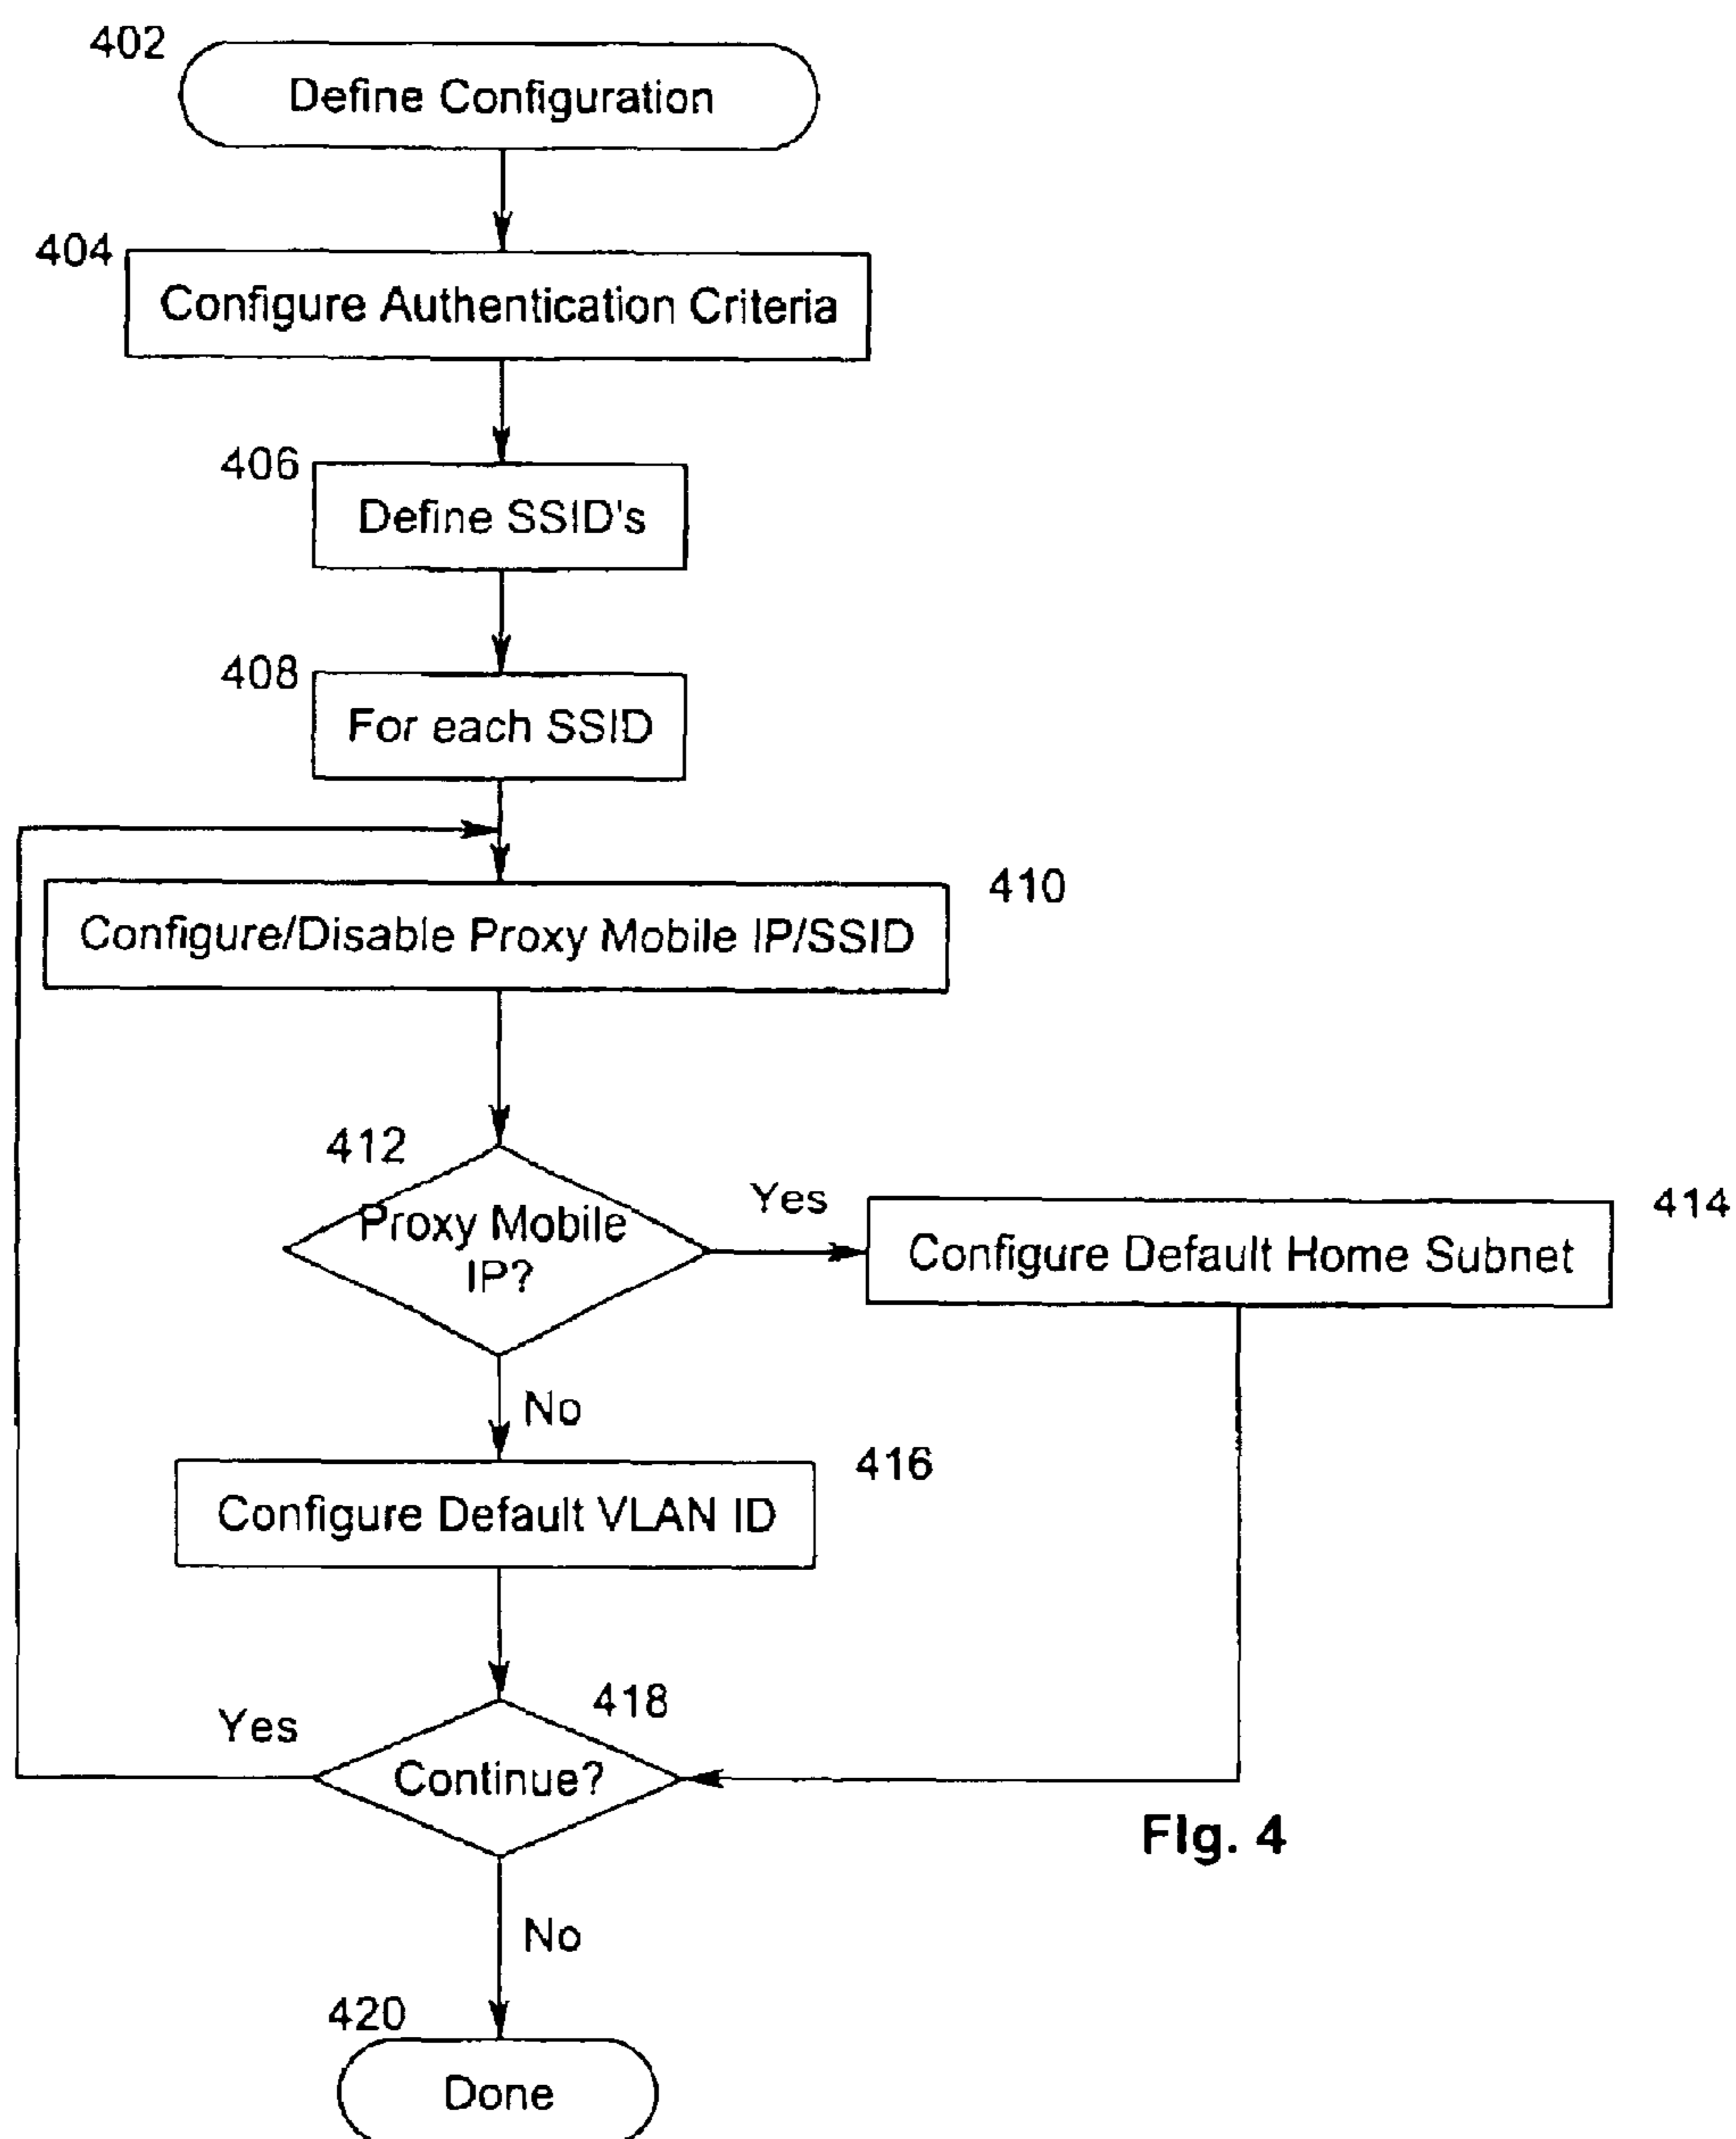 402
Define Configuration
404
Configure Authentication Criteria
406
Define SSID's
408
For each SSID
410
Configure/Disable Proxy Mobile IP/SSID
412
Proxy Mobile
IP?
Yes
414
Configure Default Home Subnet
No
416
Configure Default VLAN ID
418
Yes
Continue?
Fig. 4
No
420
Done